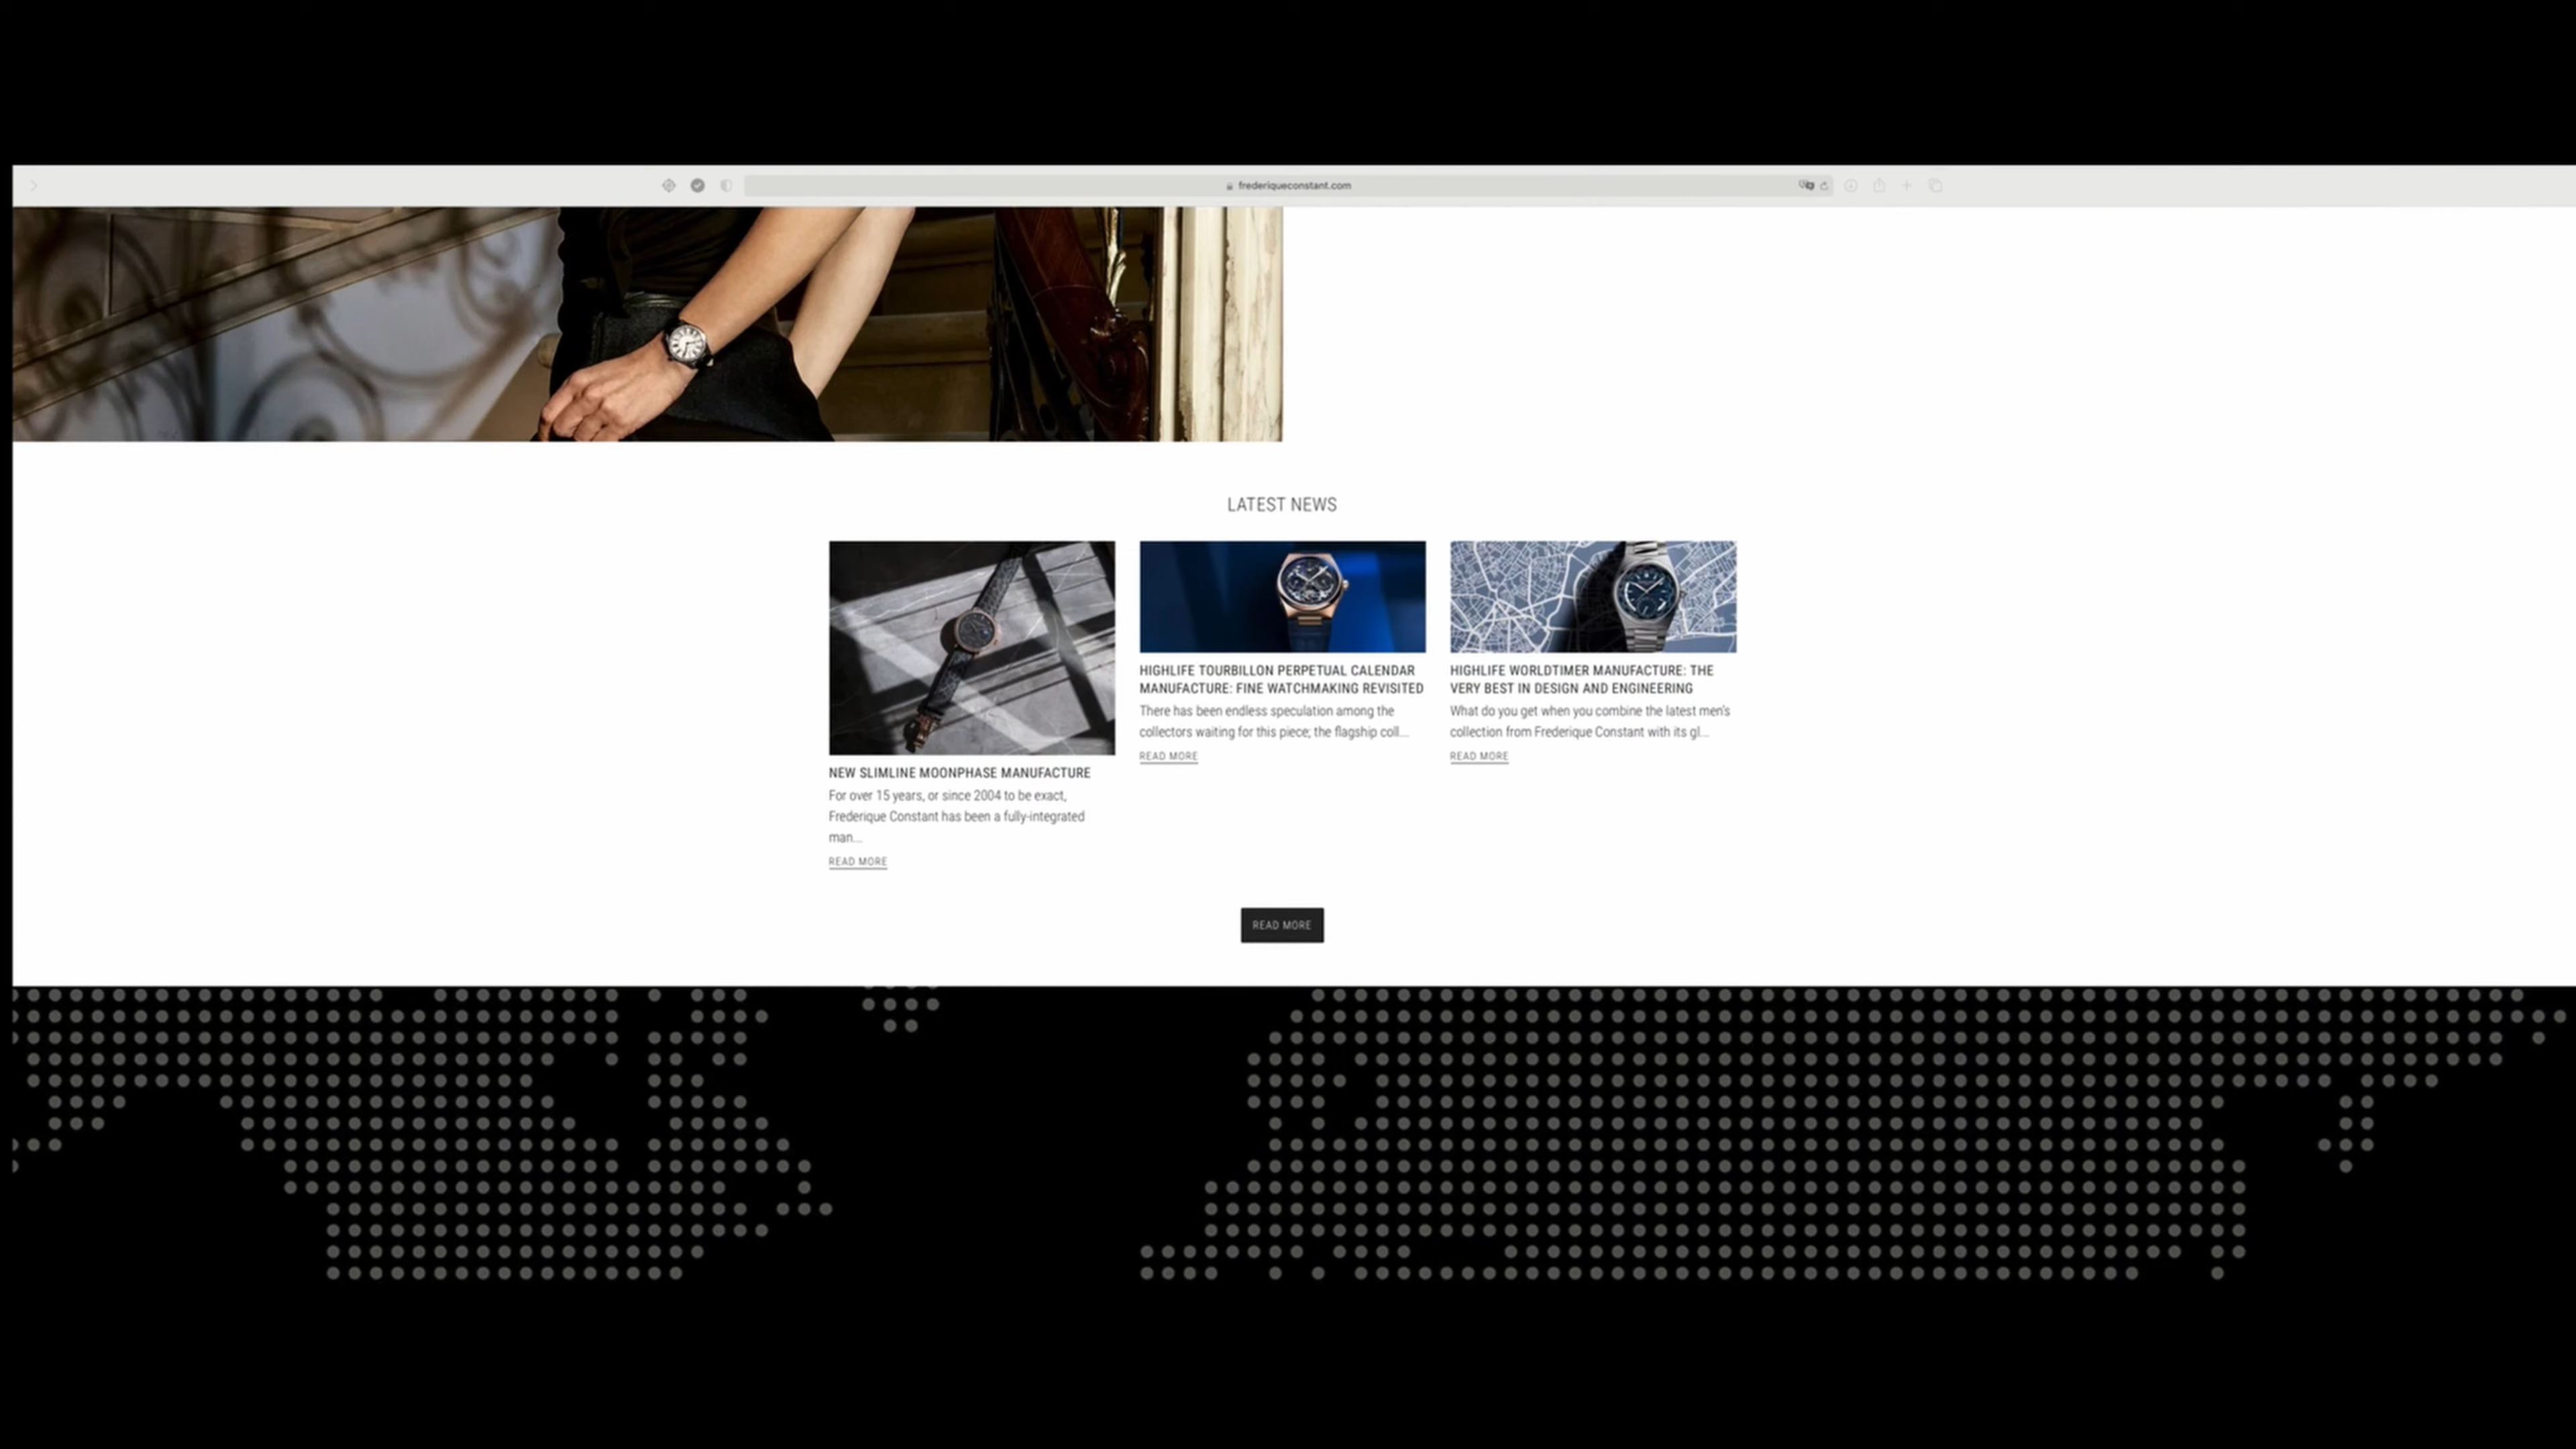 frederiqueconstant.com
LATEST NEWS
NEW SLIMLINE MOONPHASE MANUFACTURE
For over 15 years, or since 2004 to be exact,
Frederique Constant has been a fully-integrated
man...
READ MORE
HIGHLIFE TOURBILLON PERPETUAL CALENDAR
MANUFACTURE: FINE WATCHMAKING REVISITED
There has been endless speculation among the
collectors waiting for this piece; the flagship coll...
READ MORE
HIGHLIFE WORLDTIMER MANUFACTURE: THE
VERY BEST IN DESIGN AND ENGINEERING
What do you get when you combine the latest men's
collection from Frederique Constant with its gl...
READ MORE
READ MORE